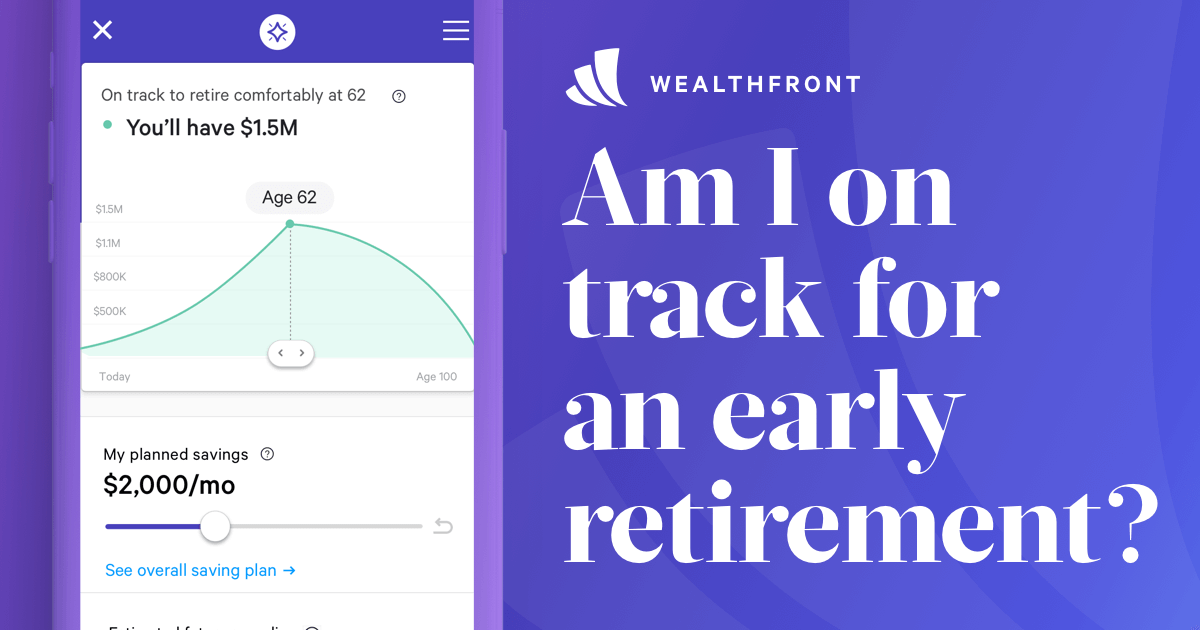 On track to retire comfortably at 62
You’ll have $1.5M
Age 62
$1.5M
$1.1M
$800K
$500K
Today
Age 100
My planned savings
$2,000/mo
See overall saving plan →
WEALTHFRONT
Am I on
track for
an early
retirement?